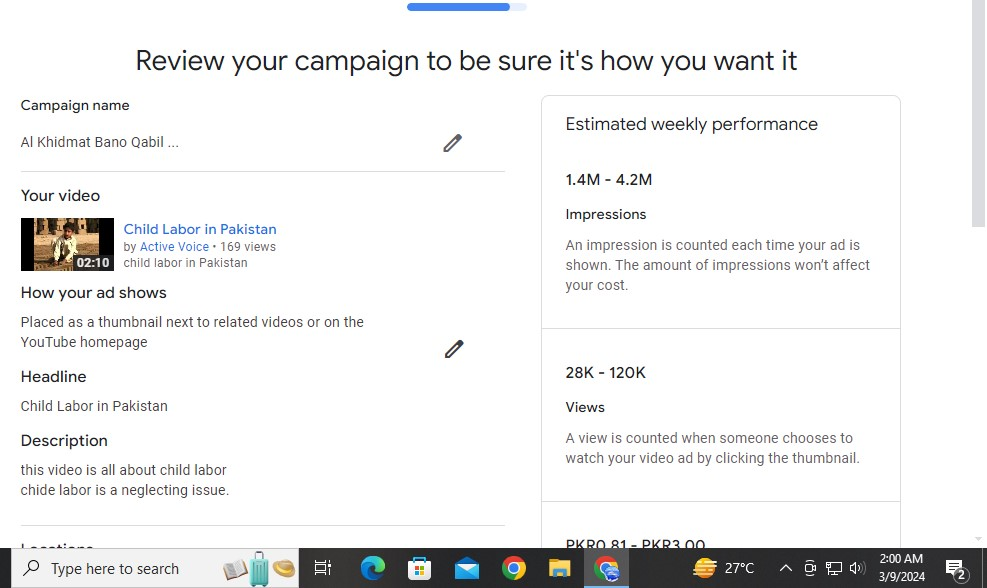 Review your campaign to be sure it's how you want it
Campaign name
Al Khidmat Bano Qabil ...
Your video
02:10
Child Labor in Pakistan
by Active Voice • 169 views
child labor in Pakistan
How your ad shows
Placed as a thumbnail next to related videos or on the
YouTube homepage
Headline
Child Labor in Pakistan
Description
this video is all about child labor
chide labor is a neglecting issue.
Locations
Estimated weekly performance
1.4M - 4.2M
Impressions
An impression is counted each time your ad is
shown. The amount of impressions won't affect
your cost.
28K - 120K
Views
A view is counted when someone chooses to
watch your video ad by clicking the thumbnail.
PKR0.81 - PKR3.00
Type here to search
27°C
2:00 AM
3/9/2024
2